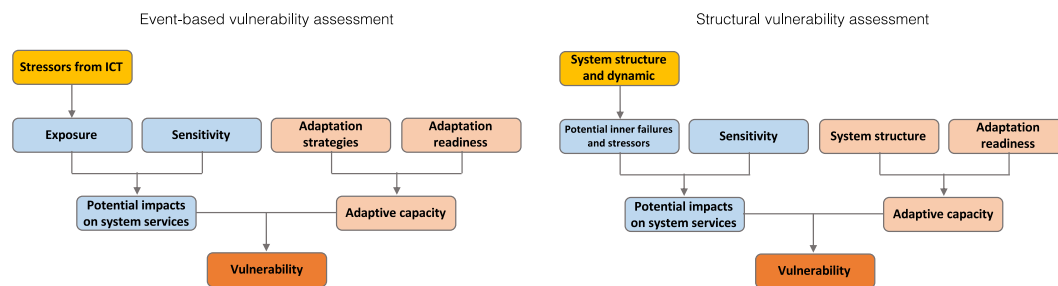 Event-based vulnerability assessment
Stressors from ICT
Exposure
Sensitivity
Adaptation
strategies
Adaptation
readiness
Potential impacts
on system services
Adaptive capacity
Vulnerability
Structural vulnerability assessment
System structure
and dynamic
Potential inner failures
and stressors
Sensitivity
System structure
Adaptation
readiness
Potential impacts
on system services
Adaptive capacity
Vulnerability